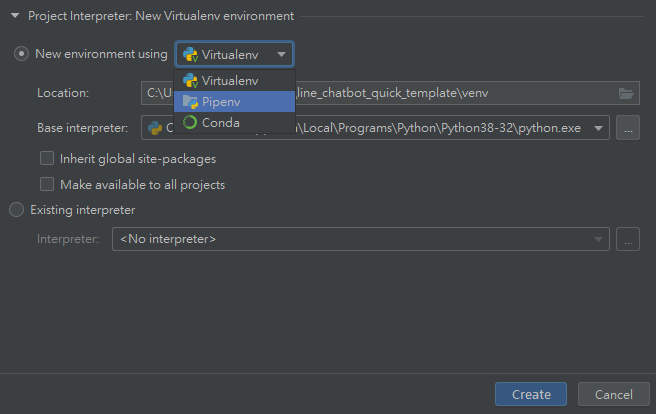 Project Interpreter: New Virtualenv environment
New environment using Virtualenv
Virtualenv
Pipenv
Conda
Location: C:\U line_chatbot_quick_template\venv
Base interpreter: \Local\Programs\Python\Python38-32\python.exe ...
Inherit global site-packages
Make available to all projects
Existing interpreter
Interpreter: <No interpreter> ...
Create Cancel